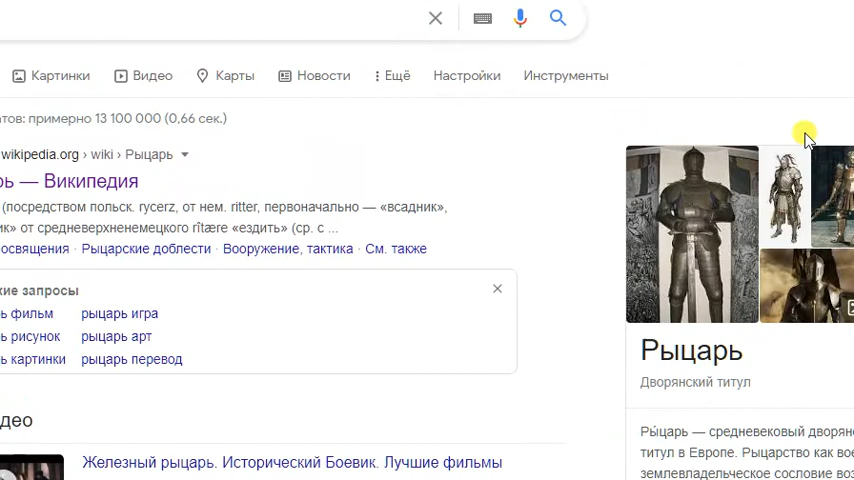 Картинки Видео Карты Новости Ещё Настройки Инструменты
тов: примерно 13 100 000 (0,66 сек.)
wikipedia.org › wiki › Рыцарь
рь — Википедия
(посредством польск. rycerz, от нем. ritter, первоначально — «всадник»,
ник» от средневерхненемецкого rîtære «ездить» (ср. с ...
освящения · Рыцарские доблести · Вооружение, тактика · См. также
кие запросы
ь фильм рыцарь игра
ь рисунок рыцарь арт
ь картинки рыцарь перевод
део
Железный рыцарь. Исторический Боевик. Лучшие фильмы
Рыцарь
Дворянский титул
Ры́царь — средневековый дворянс
титул в Европе. Рыцарство как вое
землевладельческое сословие воз